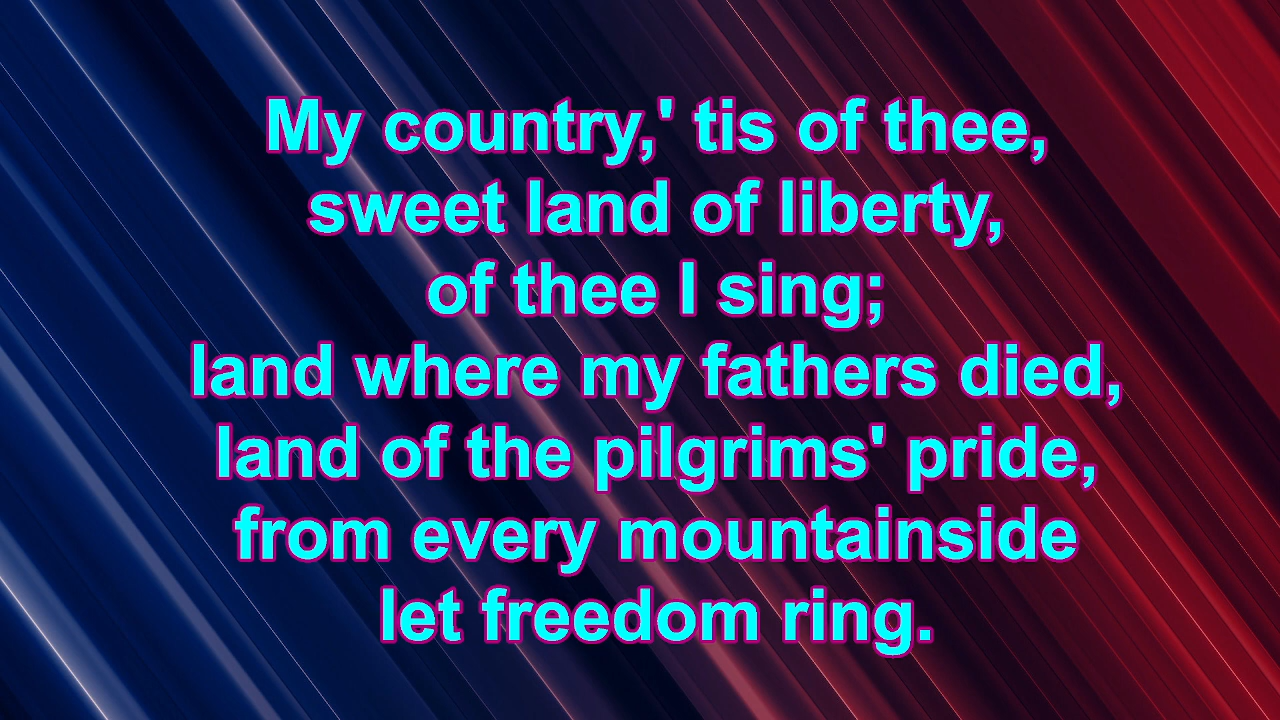 My country,' tis of thee,
sweet land of liberty,
of thee I sing;
land where my fathers died,
land of the pilgrims' pride,
from every mountainside
let freedom ring.